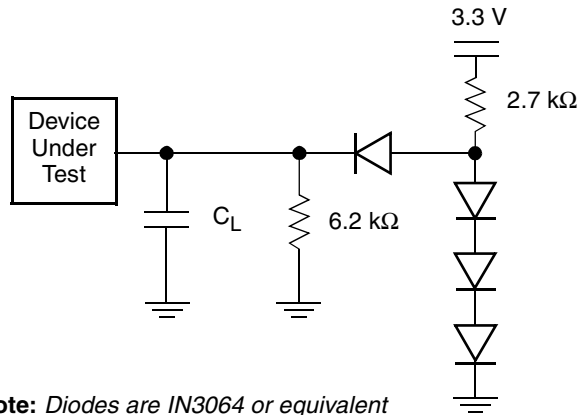 3.3 V
2.7 kΩ
Device
Under
Test
C_L
6.2 kΩ
ote: Diodes are IN3064 or equivalent